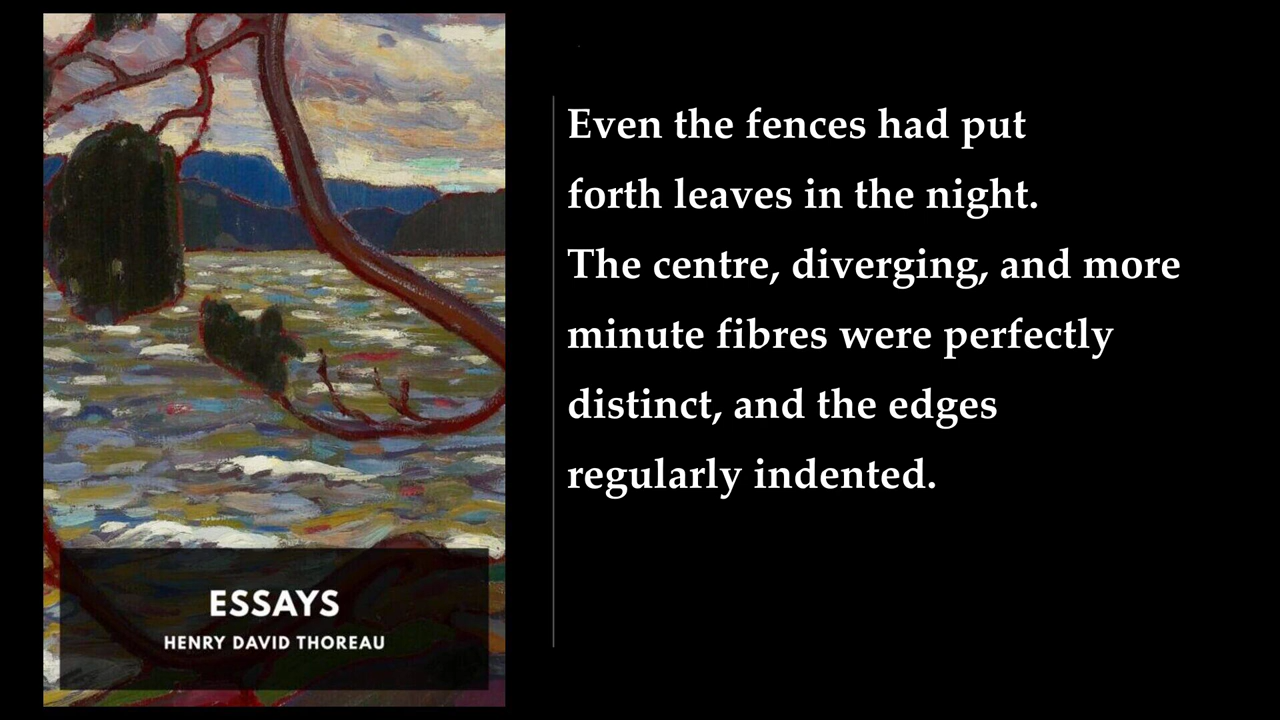 ESSAYS
HENRY DAVID THOREAU
Even the fences had put
forth leaves in the night.
The centre, diverging, and more
minute fibres were perfectly
distinct, and the edges
regularly indented.